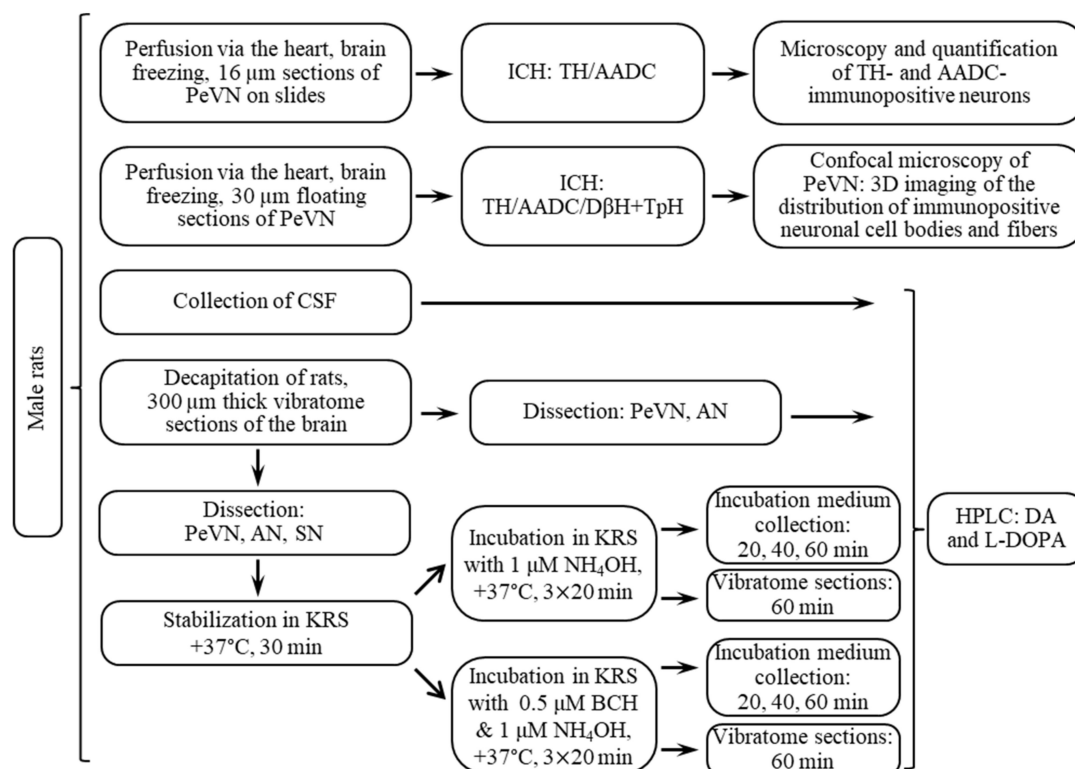 Male rats
Perfusion via the heart, brain
freezing, 16 μm sections of
PeVN on slides
ICH: TH/AADC
Microscopy and quantification
of TH- and AADC-
immunopositive neurons
Perfusion via the heart, brain
freezing, 30 μm floating
sections of PeVN
ICH:
TH/AADC/DβH+TpH
Confocal microscopy of
PeVN: 3D imaging of the
distribution of immunopositive
neuronal cell bodies and fibers
Collection of CSF
Decapitation of rats,
300 μm thick vibratome
sections of the brain
Dissection: PeVN, AN
Dissection:
PeVN, AN, SN
Stabilization in KRS
+37°C, 30 min
Incubation in KRS
with 1 μM NH₄OH,
+37°C, 3×20 min
Incubation medium
collection:
20, 40, 60 min
Vibratome sections:
60 min
Incubation in KRS
with 0.5 μM BCH
& 1 μM NH₄OH,
+37°C, 3×20 min
Incubation medium
collection:
20, 40, 60 min
Vibratome sections:
60 min
HPLC: DA
and L-DOPA